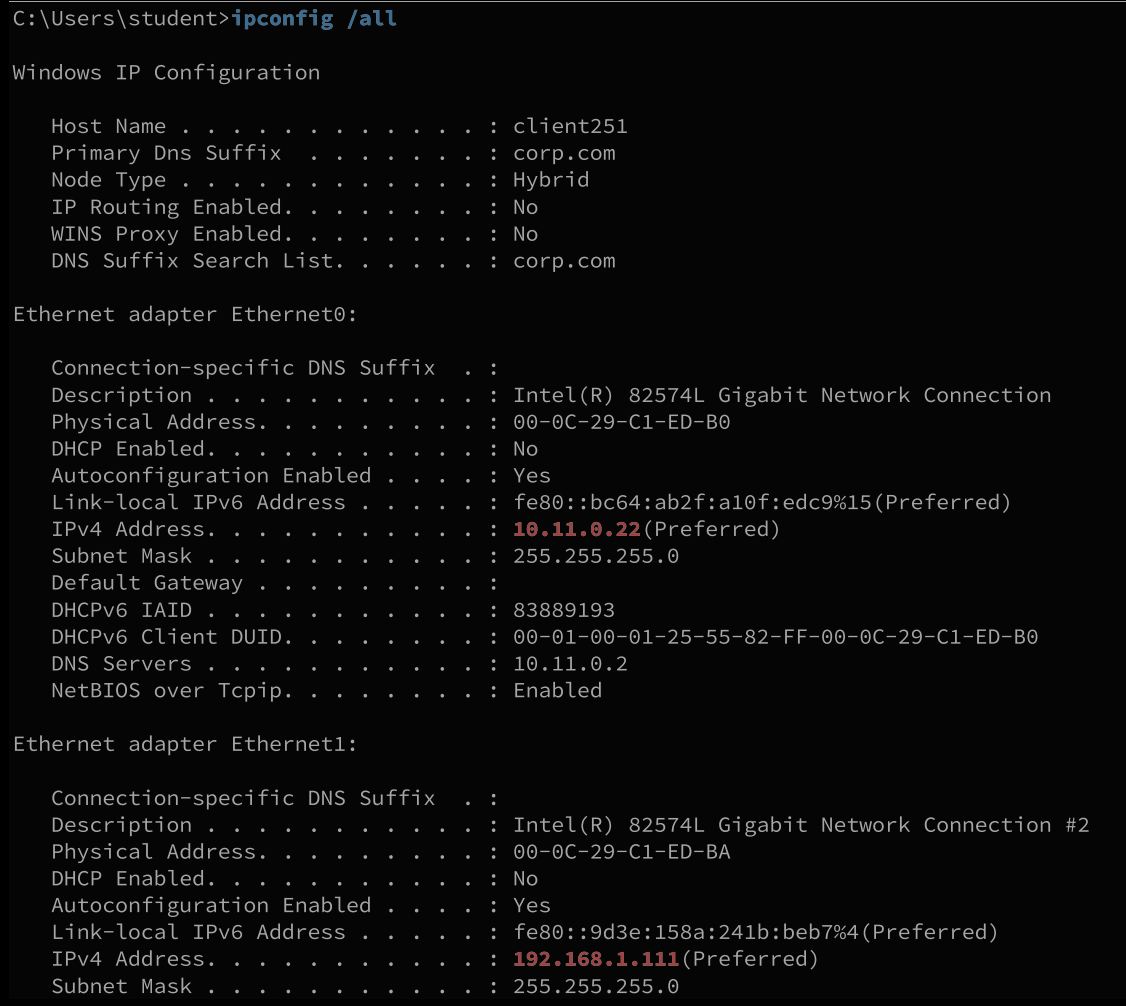 C:\Users\student>ipconfig /all
Windows IP Configuration
Host Name . . . . . . . . . . . . : client251
Primary Dns Suffix  . . . . . . . : corp.com
Node Type . . . . . . . . . . . . : Hybrid
IP Routing Enabled. . . . . . . . : No
WINS Proxy Enabled. . . . . . . . : No
DNS Suffix Search List. . . . . . : corp.com
Ethernet adapter Ethernet0:
Connection-specific DNS Suffix  . :
Description . . . . . . . . . . . : Intel(R) 82574L Gigabit Network Connection
Physical Address. . . . . . . . . : 00-0C-29-C1-ED-B0
DHCP Enabled. . . . . . . . . . . : No
Autoconfiguration Enabled . . . . : Yes
Link-local IPv6 Address . . . . . : fe80::bc64:ab2f:a10f:edc9%15(Preferred)
IPv4 Address. . . . . . . . . . . : 10.11.0.22(Preferred)
Subnet Mask . . . . . . . . . . . : 255.255.255.0
Default Gateway . . . . . . . . . :
DHCPv6 IAID . . . . . . . . . . . : 83889193
DHCPv6 Client DUID. . . . . . . . : 00-01-00-01-25-55-82-FF-00-0C-29-C1-ED-B0
DNS Servers . . . . . . . . . . . : 10.11.0.2
NetBIOS over Tcpip. . . . . . . . : Enabled
Ethernet adapter Ethernet1:
Connection-specific DNS Suffix  . :
Description . . . . . . . . . . . : Intel(R) 82574L Gigabit Network Connection #2
Physical Address. . . . . . . . . : 00-0C-29-C1-ED-BA
DHCP Enabled. . . . . . . . . . . : No
Autoconfiguration Enabled . . . . : Yes
Link-local IPv6 Address . . . . . : fe80::9d3e:158a:241b:beb7%4(Preferred)
IPv4 Address. . . . . . . . . . . : 192.168.1.111(Preferred)
Subnet Mask . . . . . . . . . . . : 255.255.255.0